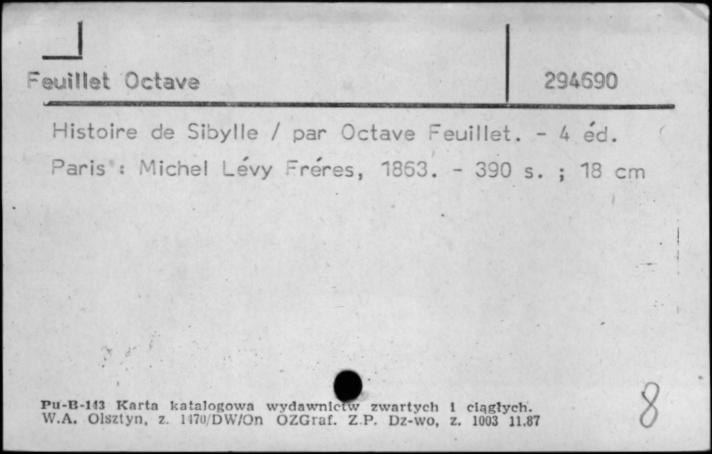 Feuillet Octave 294690
Histoire de Sibylle / par Octave Feuillet. - 4 éd.
Paris : Michel Lévy Fréres, 1863. - 390 s. ; 18 cm
Pu-B-143 Karta katalogowa wydawnictw zwartych i ciągłych.
W.A. Olsztyn, z. 1470/DW/On OZGraf. Z.P. Dz-wo, z. 1003 11.87
8